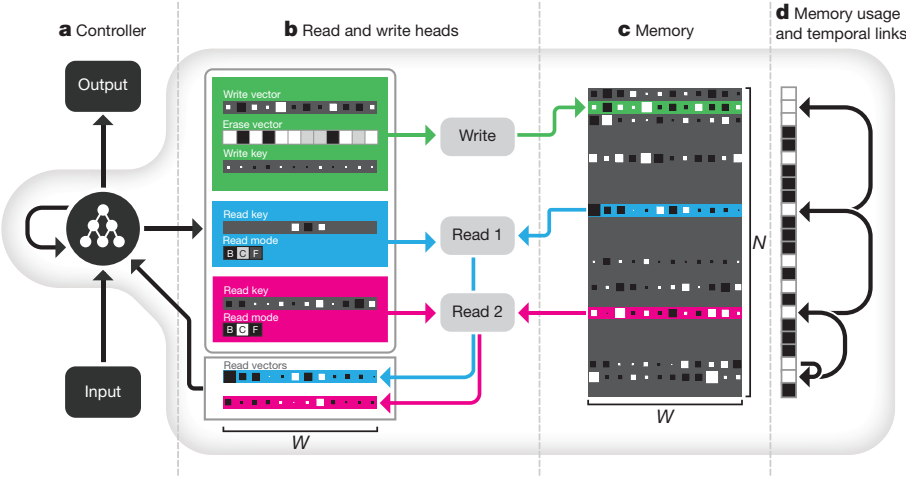 a Controller
b Read and write heads
c Memory
d Memory usage
and temporal links
Output
Input
Write vector
Erase vector
Write key
Read key
Read mode
B C F
Read key
Read mode
B C F
Read vectors
W
Write
Read 1
Read 2
N
W